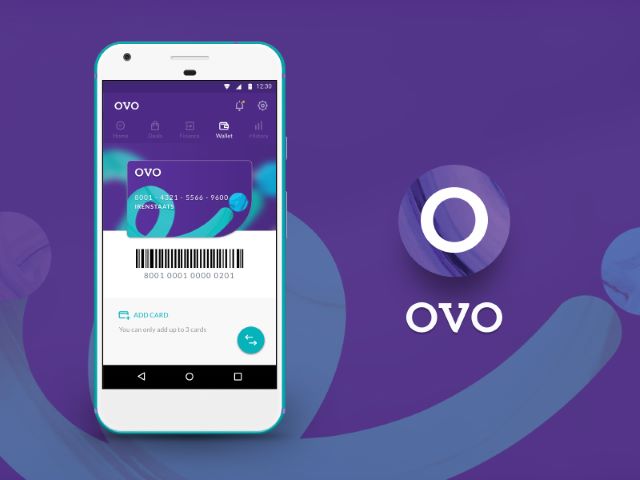 12:30
OVO
Home
Deals
Finance
Wallet
History
OVO
8001 - 4321 - 5566 - 9600
IRENSTAATS
8001 0001 0000 0201
ADD CARD
You can only add up to 3 cards
O
OVO